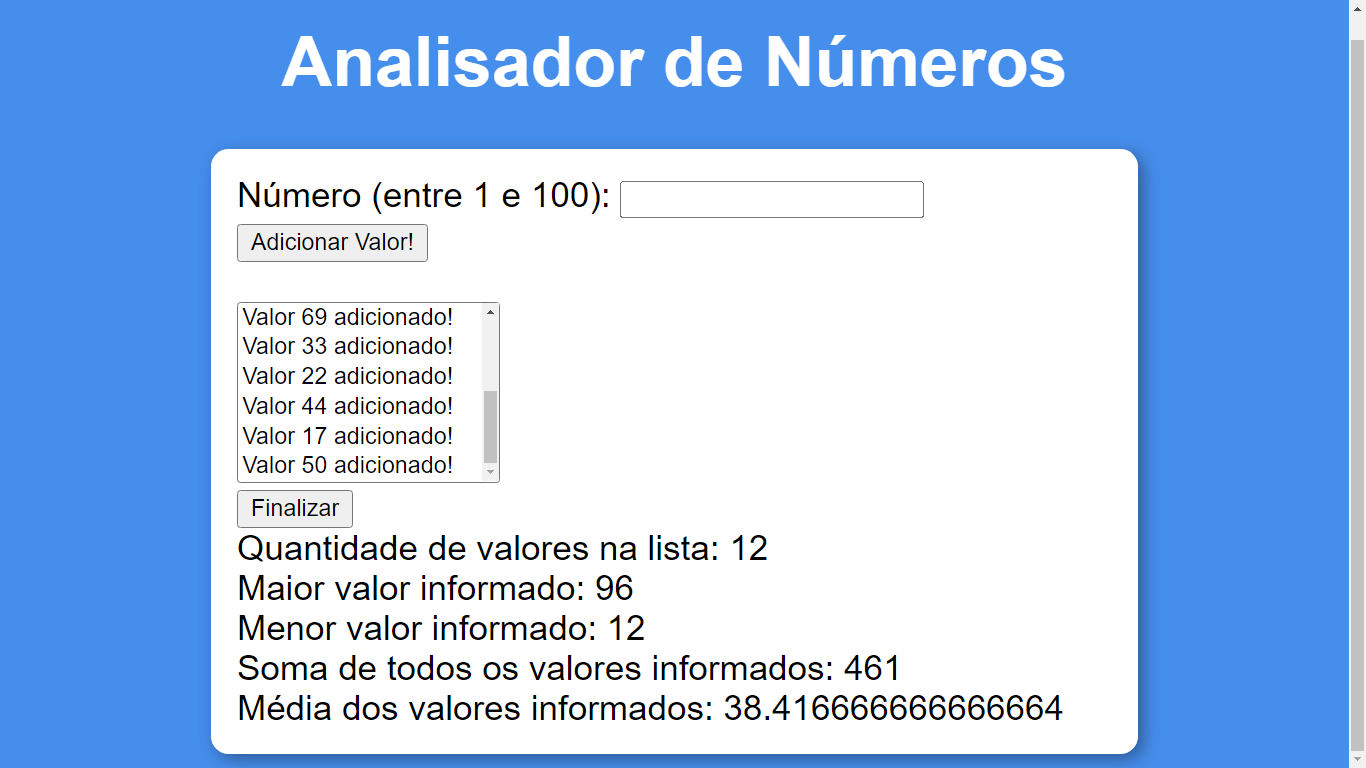 Analisador de Números
Número (entre 1 e 100):
Adicionar Valor!
Valor 69 adicionado!
Valor 33 adicionado!
Valor 22 adicionado!
Valor 44 adicionado!
Valor 17 adicionado!
Valor 50 adicionado!
Finalizar
Quantidade de valores na lista: 12
Maior valor informado: 96
Menor valor informado: 12
Soma de todos os valores informados: 461
Média dos valores informados: 38.416666666666664